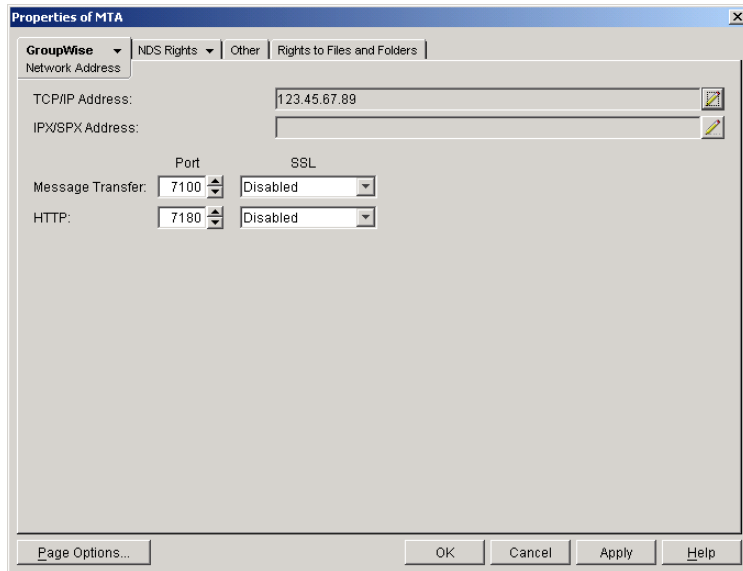 Properties of MTA
GroupWise NDS Rights Other Rights to Files and Folders
Network Address
TCP/IP Address: 123.45.67.89
IPX/SPX Address:
Port SSL
Message Transfer: 7100 Disabled
HTTP: 7180 Disabled
Page Options... OK Cancel Apply Help